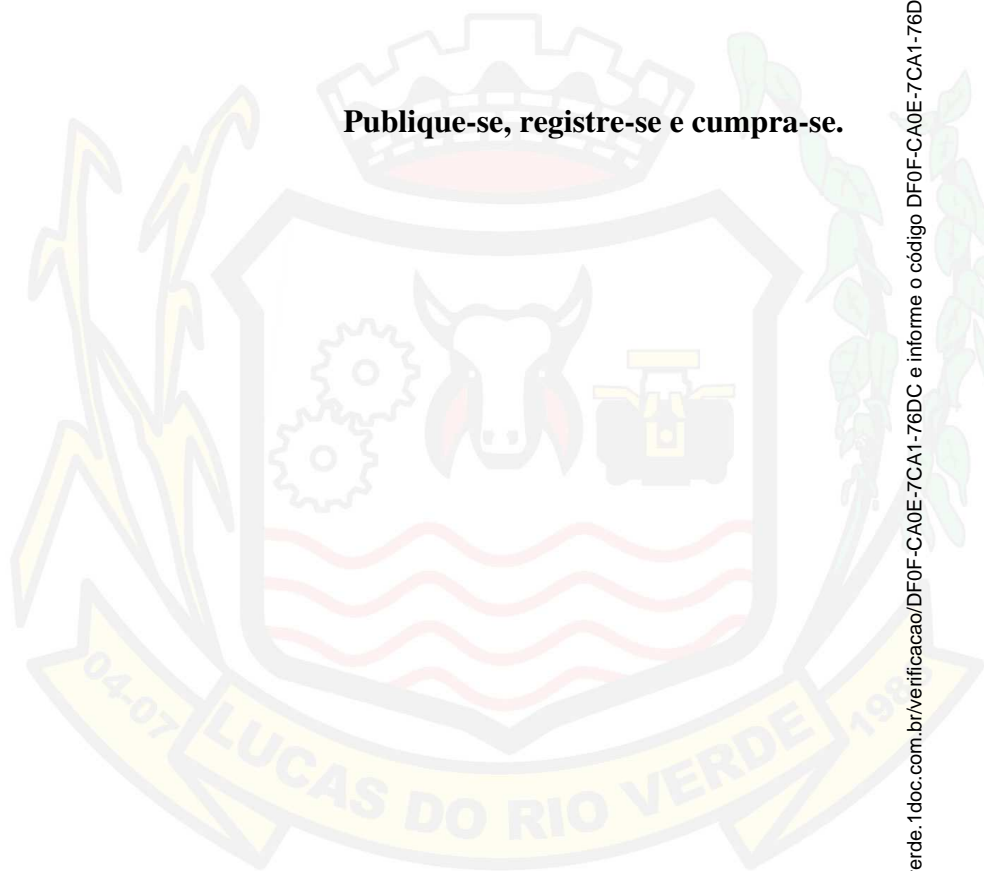 Publique-se, registre-se e cumpra-se.
04-07
LUCAS DO RIO VERDE
1988
erde.1doc.com.br/verificacao/DF0F-CA0E-7CA1-76DC e informe o código DF0F-CA0E-7CA1-76D